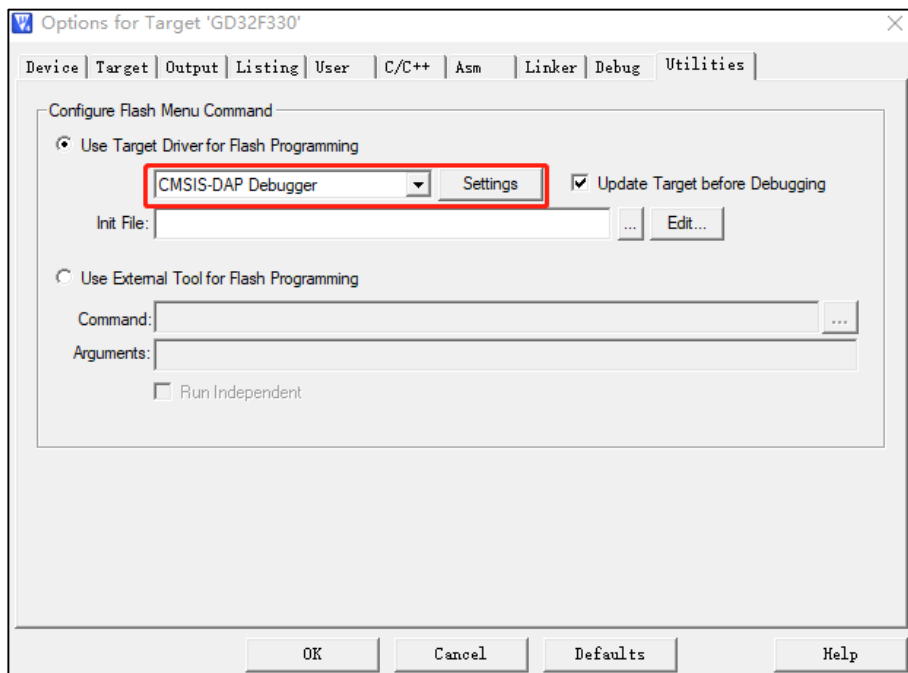 Options for Target 'GD32F330'
Device Target Output Listing User C/C++ Asm Linker Debug Utilities
Configure Flash Menu Command
Use Target Driver for Flash Programming
CMSIS-DAP Debugger Settings Update Target before Debugging
Init File: ... Edit...
Use External Tool for Flash Programming
Command: ...
Arguments:
Run Independent
OK Cancel Defaults Help